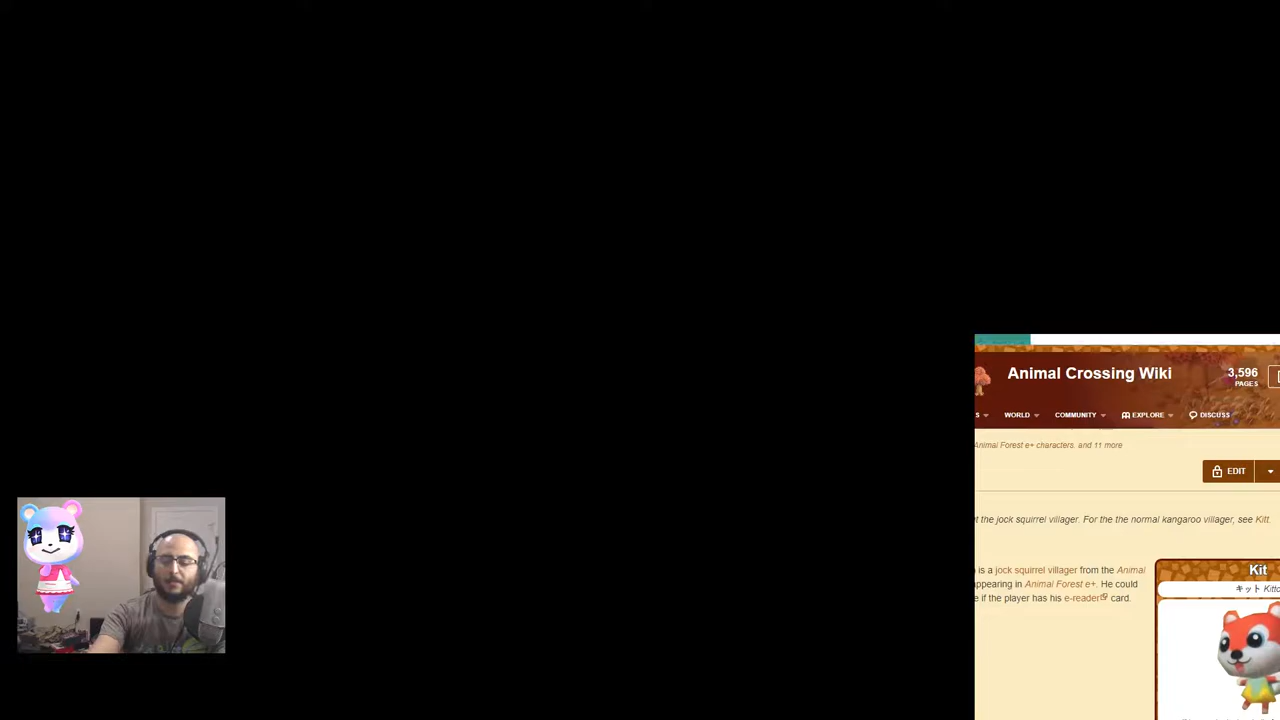 Animal Crossing Wiki
3,596
PAGES
S
WORLD
COMMUNITY
EXPLORE
DISCUSS
Animal Forest e+ characters, and 11 more
EDIT
the jock squirrel villager. For the the normal kangaroo villager, see Kitt.
Kit
キット Kitto
is a jock squirrel villager from the Animal
appearing in Animal Forest e+. He could
if the player has his e-reader card.